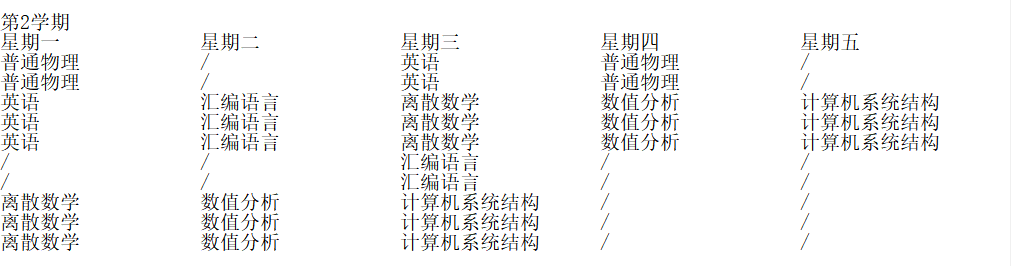 第2学期
星期一 星期二 星期三 星期四 星期五
普通物理 / 英语 普通物理 /
普通物理 / 英语 普通物理 /
英语 汇编语言 离散数学 数值分析 计算机系统结构
英语 汇编语言 离散数学 数值分析 计算机系统结构
英语 汇编语言 离散数学 数值分析 计算机系统结构
/ / 汇编语言 / /
/ / 汇编语言 / /
离散数学 数值分析 计算机系统结构 / /
离散数学 数值分析 计算机系统结构 / /
离散数学 数值分析 计算机系统结构 / /